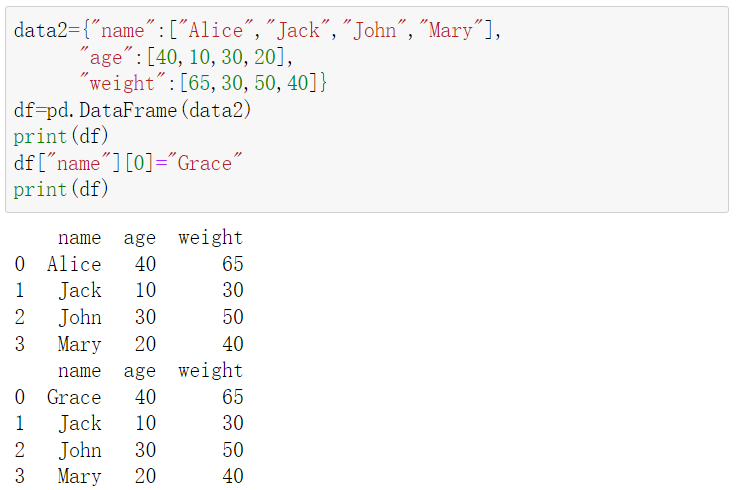 data2={"name":["Alice","Jack","John","Mary"],
      "age":[40,10,30,20],
      "weight":[65,30,50,40]}
df=pd.DataFrame(data2)
print(df)
df["name"][0]="Grace"
print(df)
    name  age  weight
0  Alice   40      65
1   Jack   10      30
2   John   30      50
3   Mary   20      40
    name  age  weight
0  Grace   40      65
1   Jack   10      30
2   John   30      50
3   Mary   20      40